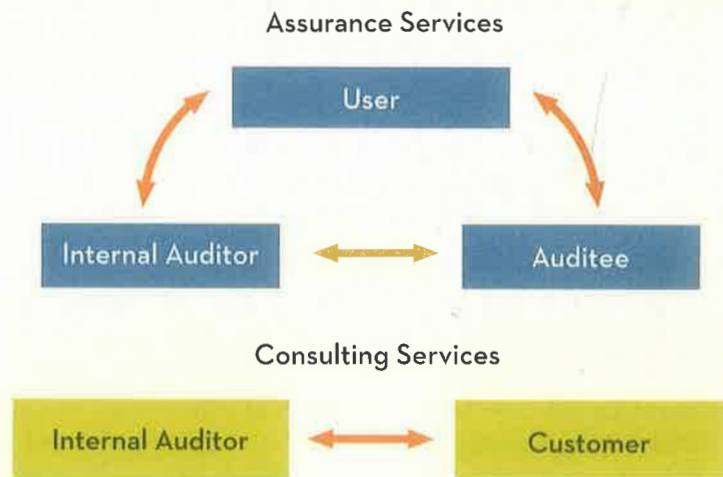 Assurance Services
User
Internal Auditor
Auditee
Consulting Services
Internal Auditor
Customer